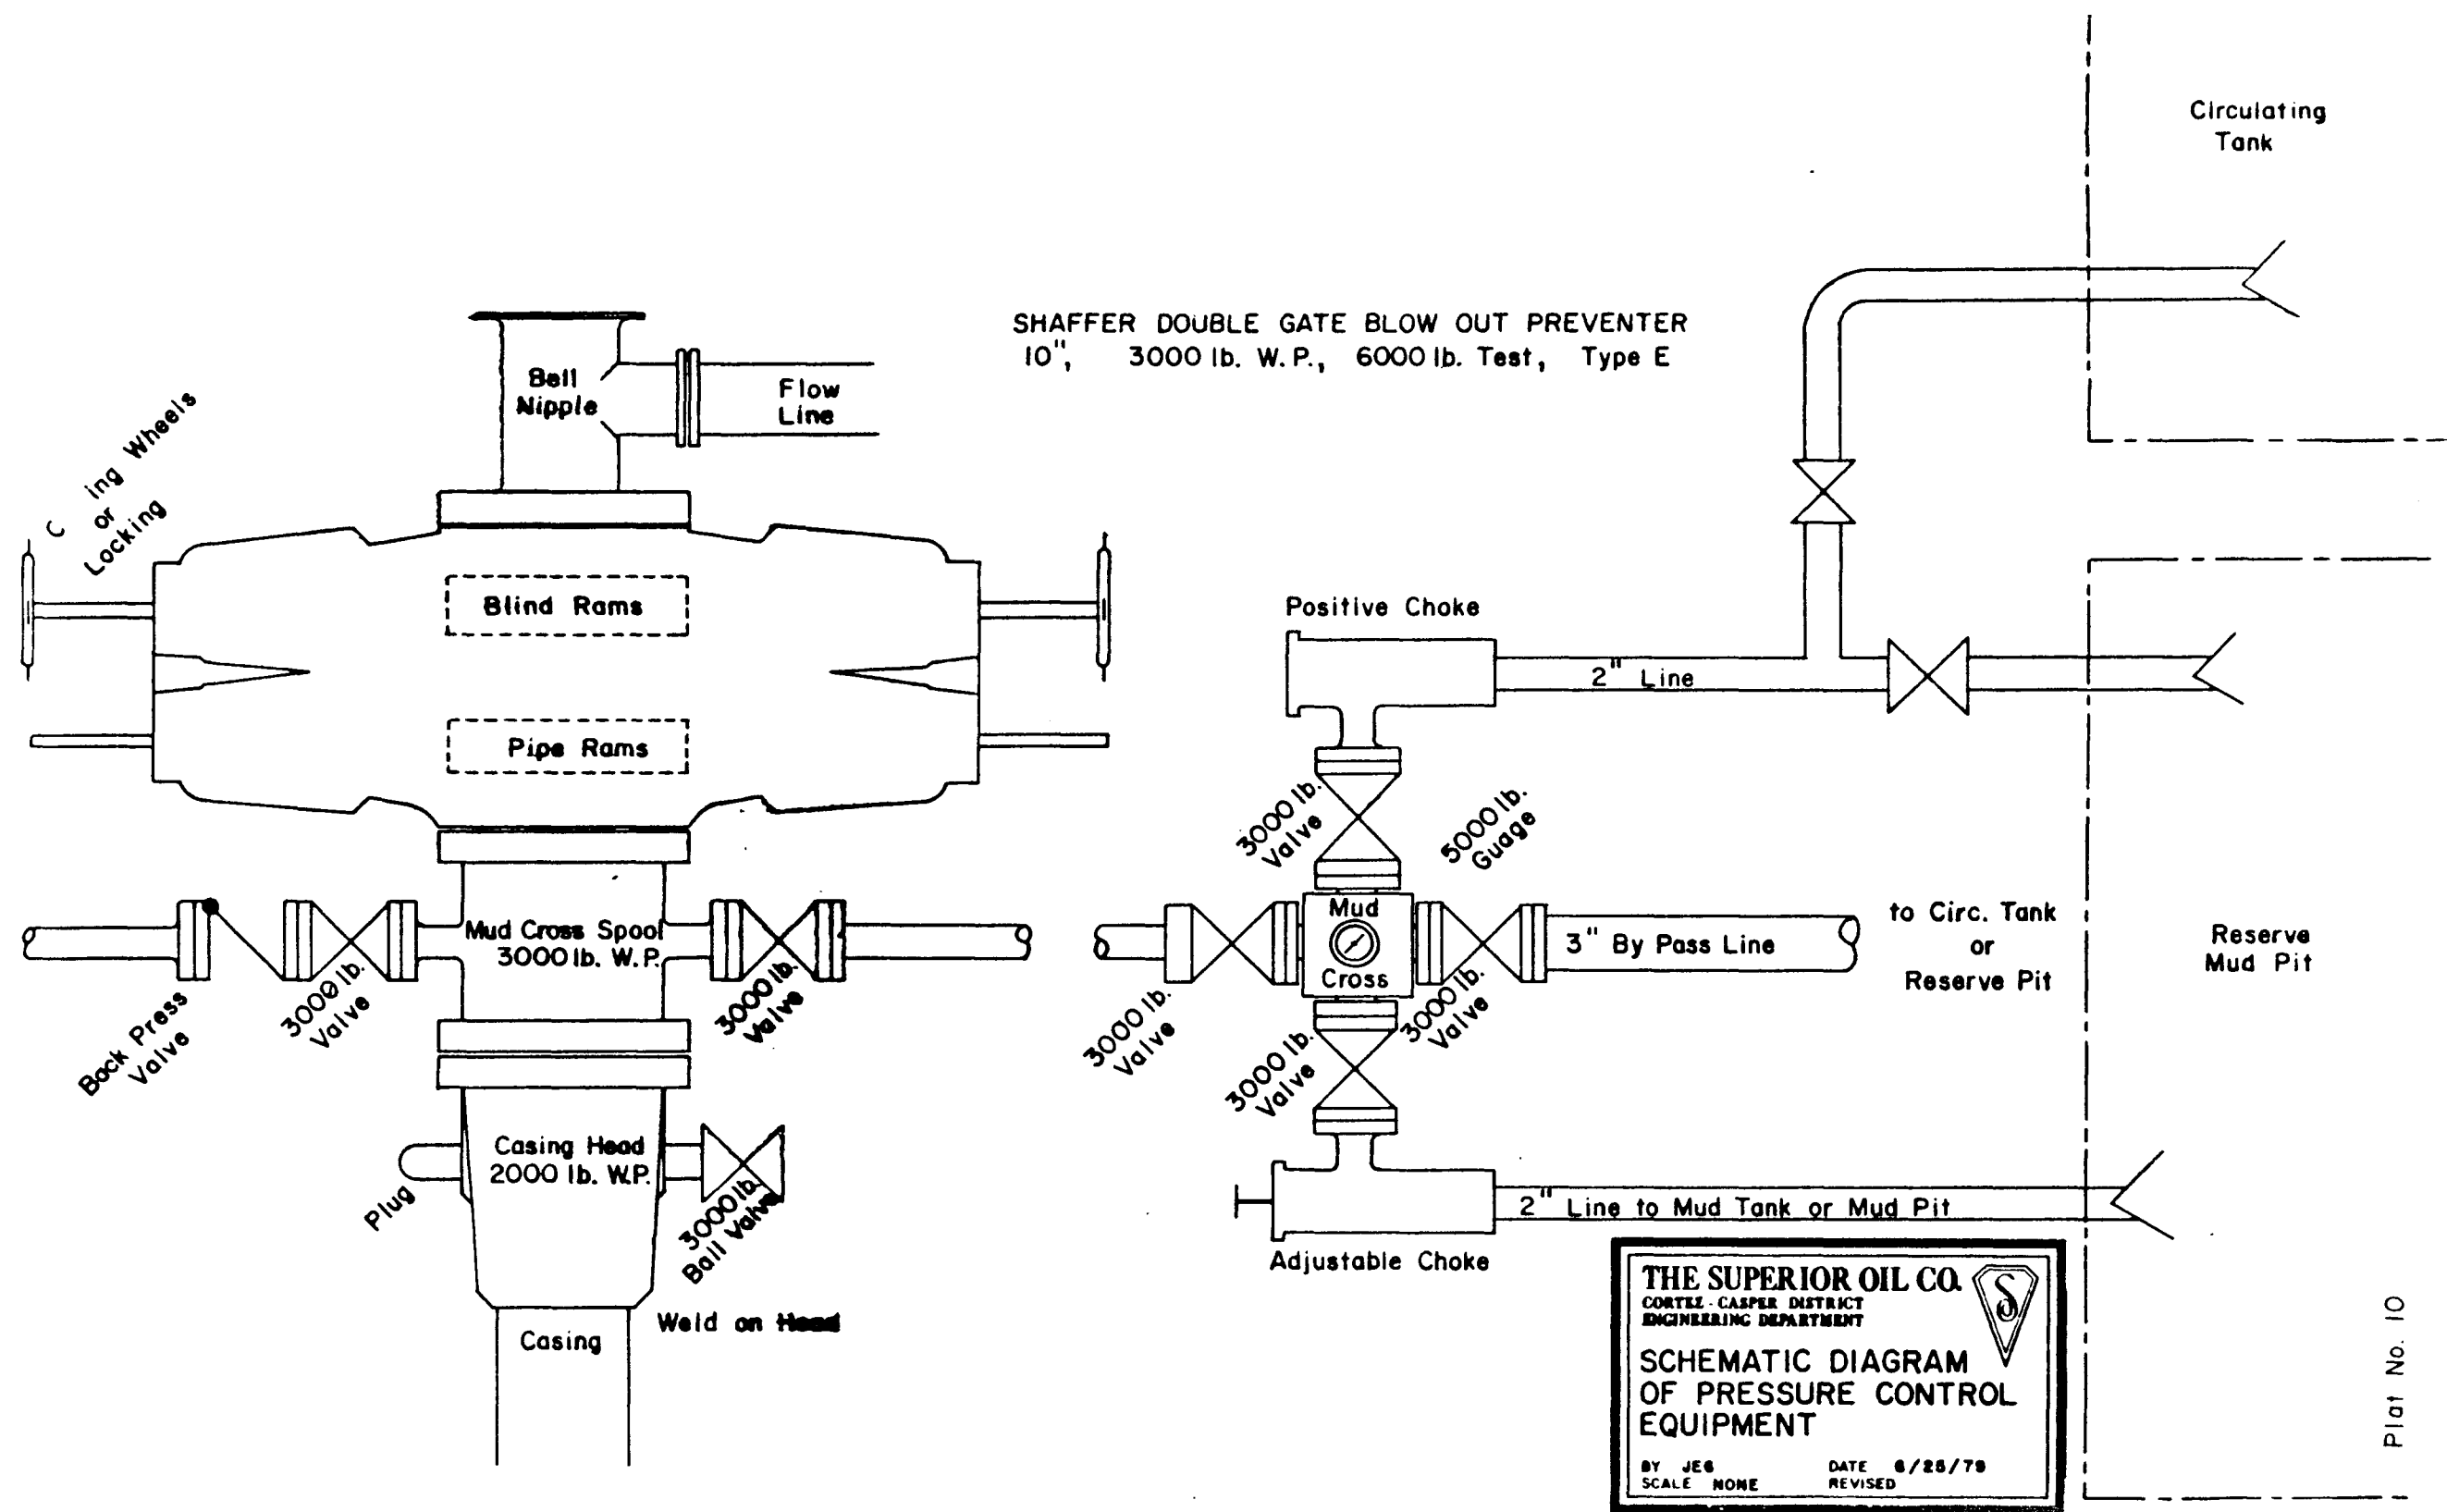 Circulating
Tank
SHAFFER DOUBLE GATE BLOW OUT PREVENTER
10", 3000 lb. W.P., 6000 lb. Test, Type E
Bell
Nipple
Flow
Line
ing Wheels
or
Locking
Blind Rams
Pipe Rams
Positive Choke
2" Line
3000 lb.
Valve
5000 lb.
Guage
Mud Cross Spool
3000 lb. W.P.
Back Press
Valve
3000 lb.
Valve
3000 lb.
Valve
Mud
Cross
3" By Pass Line
to Circ. Tank
or
Reserve Pit
Reserve
Mud Pit
3000 lb.
Valve
3000 lb.
Valve
3000 lb.
Valve
Casing Head
2000 lb. W.P.
Plug
3000 lb.
Ball Valve
2" Line to Mud Tank or Mud Pit
Adjustable Choke
Weld on Head
Casing
THE SUPERIOR OIL CO.
CORTEZ - CASPER DISTRICT
ENGINEERING DEPARTMENT
SCHEMATIC DIAGRAM
OF PRESSURE CONTROL
EQUIPMENT
BY DATE
SCALE NONE REVISED
Plat No. 10